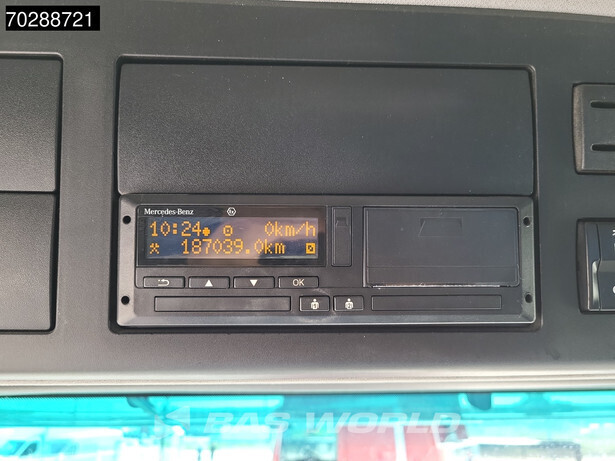 70288721
Mercedes-Benz
10:24 0km/h
187039.0km
OK
BAS WORLD